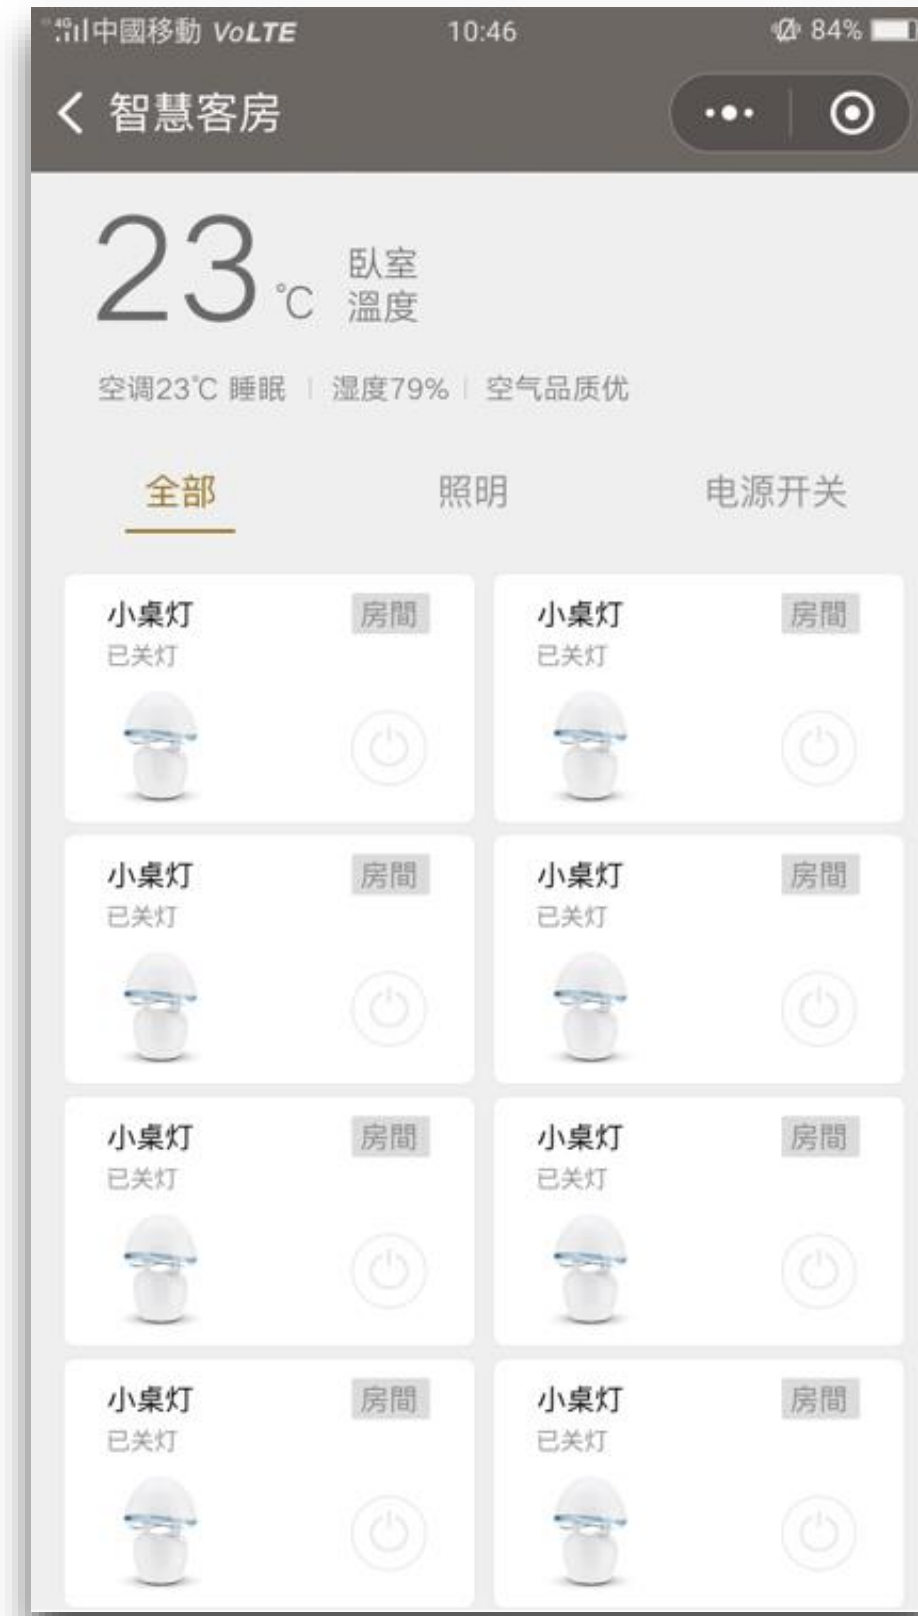 4G 中國移動 VoLTE 10:46 84%
智慧客房
23℃ 臥室
溫度
空调23℃ 睡眠 | 湿度79% | 空气品质优
全部 照明 电源开关
小桌灯 房間 小桌灯 房間
已关灯 已关灯
小桌灯 房間 小桌灯 房間
已关灯 已关灯
小桌灯 房間 小桌灯 房間
已关灯 已关灯
小桌灯 房間 小桌灯 房間
已关灯 已关灯